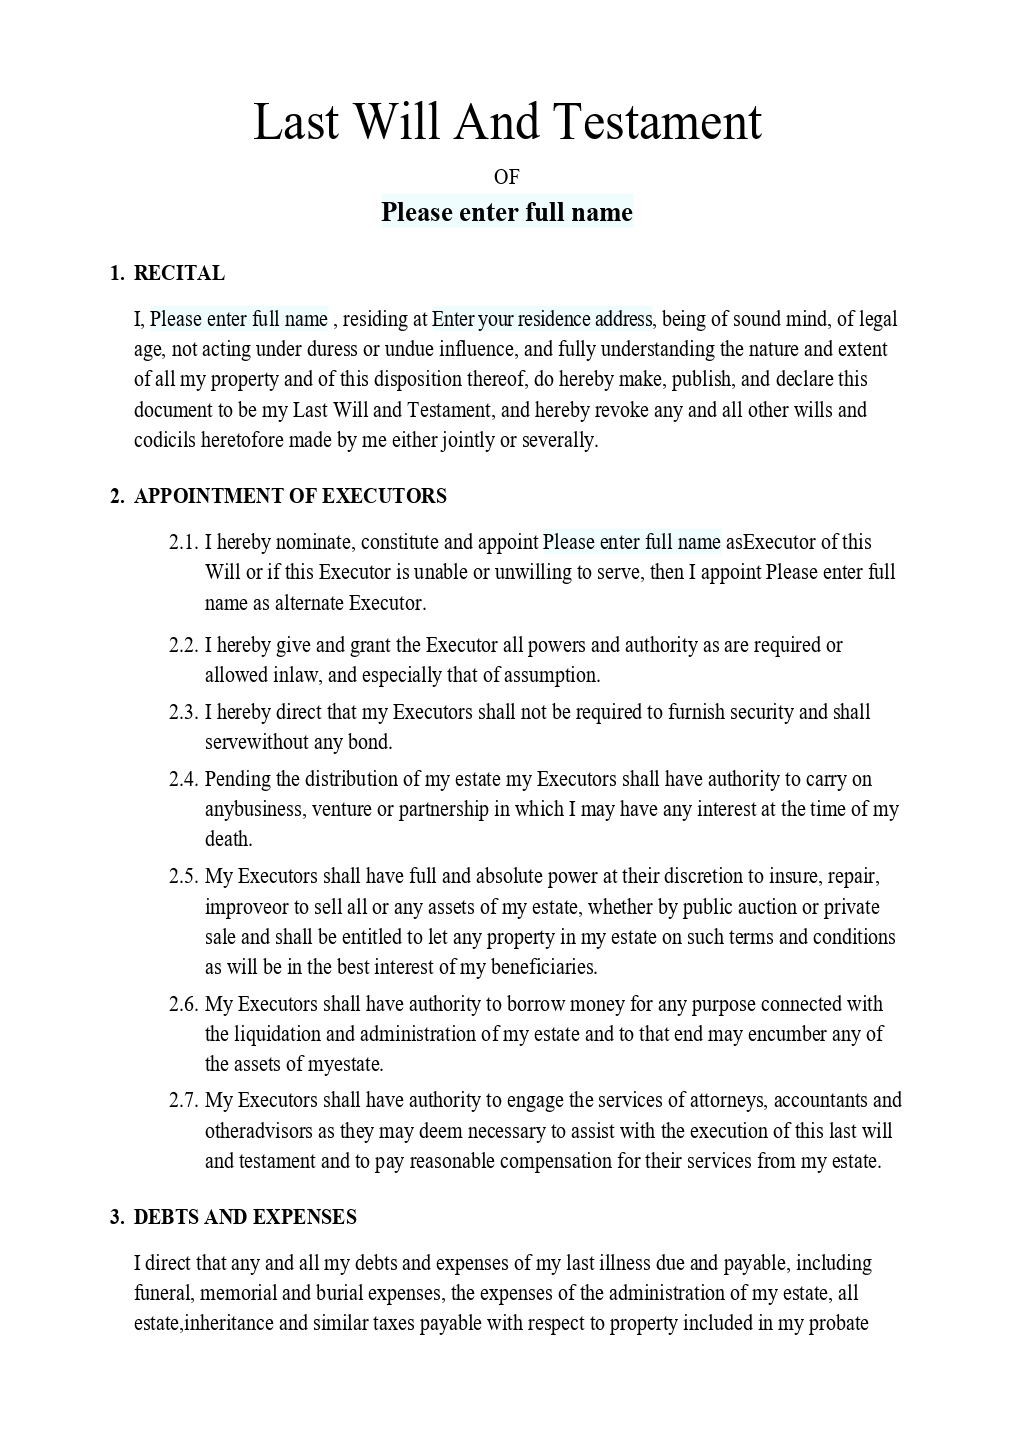 Last Will And Testament
OF
Please enter full name
1. RECITAL
I, Please enter full name , residing at Enter your residence address, being of sound mind, of legal
age, not acting under duress or undue influence, and fully understanding the nature and extent
of all my property and of this disposition thereof, do hereby make, publish, and declare this
document to be my Last Will and Testament, and hereby revoke any and all other wills and
codicils heretofore made by me either jointly or severally.
2. APPOINTMENT OF EXECUTORS
2.1. I hereby nominate, constitute and appoint Please enter full name asExecutor of this
Will or if this Executor is unable or unwilling to serve, then I appoint Please enter full
name as alternate Executor.
2.2. I hereby give and grant the Executor all powers and authority as are required or
allowed inlaw, and especially that of assumption.
2.3. I hereby direct that my Executors shall not be required to furnish security and shall
servewithout any bond.
2.4. Pending the distribution of my estate my Executors shall have authority to carry on
anybusiness, venture or partnership in which I may have any interest at the time of my
death.
2.5. My Executors shall have full and absolute power at their discretion to insure, repair,
improveor to sell all or any assets of my estate, whether by public auction or private
sale and shall be entitled to let any property in my estate on such terms and conditions
as will be in the best interest of my beneficiaries.
2.6. My Executors shall have authority to borrow money for any purpose connected with
the liquidation and administration of my estate and to that end may encumber any of
the assets of myestate.
2.7. My Executors shall have authority to engage the services of attorneys, accountants and
otheradvisors as they may deem necessary to assist with the execution of this last will
and testament and to pay reasonable compensation for their services from my estate.
3. DEBTS AND EXPENSES
I direct that any and all my debts and expenses of my last illness due and payable, including
funeral, memorial and burial expenses, the expenses of the administration of my estate, all
estate,inheritance and similar taxes payable with respect to property included in my probate